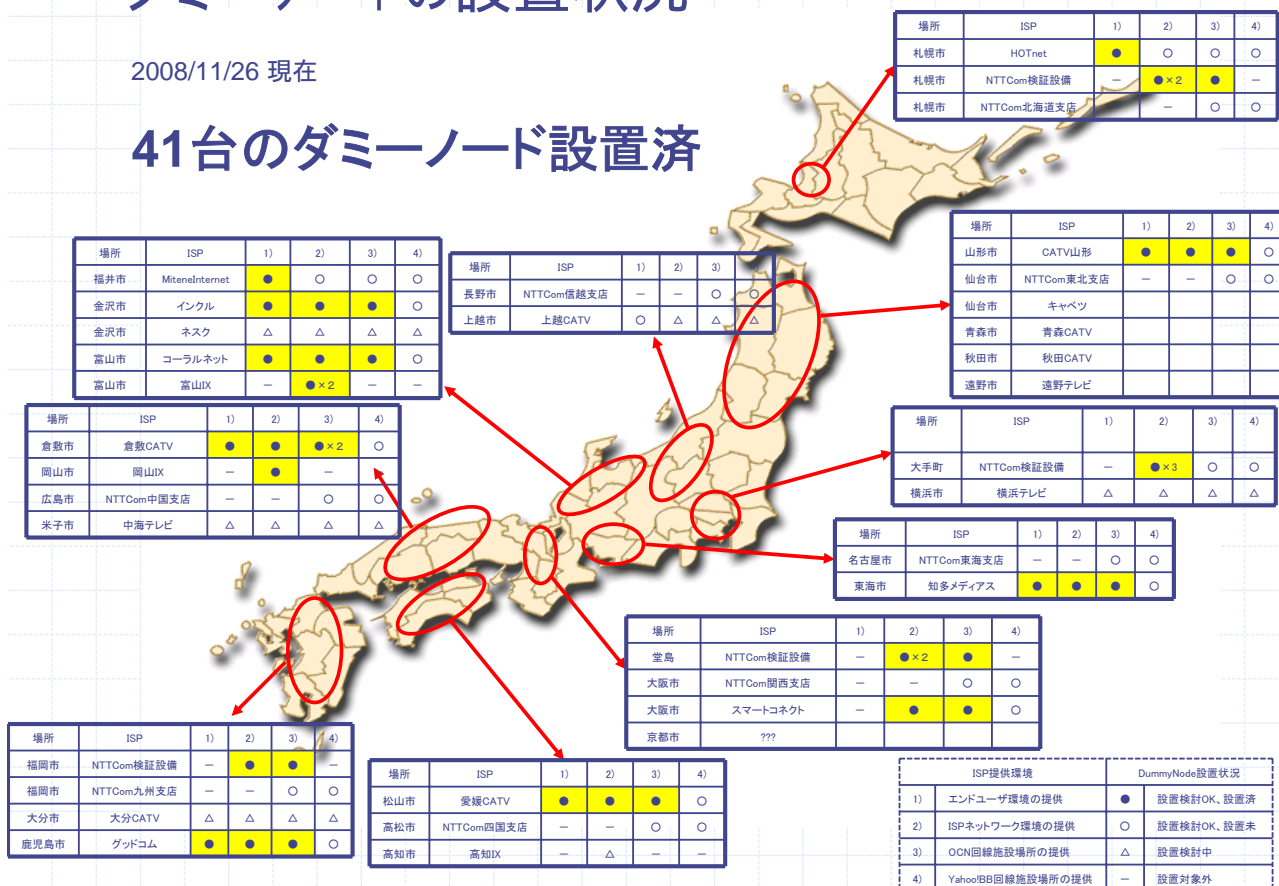 ダミーノードの設置状況
2008/11/26 現在
41台のダミーノード設置済
場所 ISP 1) 2) 3) 4)
札幌市 HOTnet ● ○ ○ ○
札幌市 NTTCom検証設備 － ●×2 ● －
札幌市 NTTCom北海道支店 － ○ ○
場所 ISP 1) 2) 3) 4)
山形市 CATV山形 ● ● ● ○
仙台市 NTTCom東北支店 － － ○ ○
仙台市 キャベツ
青森市 青森CATV
秋田市 秋田CATV
遠野市 遠野テレビ
場所 ISP 1) 2) 3) 4)
福井市 MiteneInternet ● ○ ○ ○
金沢市 インクル ● ● ● ○
金沢市 ネスク △ △ △ △
富山市 コーラルネット ● ● ● ○
富山市 富山IX － ●×2 － －
場所 ISP 1) 2) 3)
長野市 NTTCom信越支店 － － ○ ○
上越市 上越CATV ○ △ △ △
場所 ISP 1) 2) 3) 4)
倉敷市 倉敷CATV ● ● ●×2 ○
岡山市 岡山IX － ● － －
広島市 NTTCom中国支店 － － ○ ○
米子市 中海テレビ △ △ △ △
場所 ISP 1) 2) 3) 4)
大手町 NTTCom検証設備 － ●×3 ○ ○
横浜市 横浜テレビ △ △ △ △
場所 ISP 1) 2) 3) 4)
名古屋市 NTTCom東海支店 － － ○ ○
東海市 知多メディアス ● ● ● ○
場所 ISP 1) 2) 3) 4)
堂島 NTTCom検証設備 － ●×2 ● －
大阪市 NTTCom関西支店 － － ○ ○
大阪市 スマートコネクト － ● ● ○
京都市 ???
場所 ISP 1) 2) 3) 4)
福岡市 NTTCom検証設備 － ● ● －
福岡市 NTTCom九州支店 － － ○ ○
大分市 大分CATV △ △ △ △
鹿児島市 グッドコム ● ● ● ○
場所 ISP 1) 2) 3) 4)
松山市 愛媛CATV ● ● ● ○
高松市 NTTCom四国支店 － － ○ ○
高知市 高知IX － △ － －
ISP提供環境 DummyNode設置状況
1) エンドユーザ環境の提供 ● 設置検討OK、設置済
2) ISPネットワーク環境の提供 ○ 設置検討OK、設置未
3) OCN回線施設場所の提供 △ 設置検討中
4) Yahoo!BB回線施設場所の提供 － 設置対象外